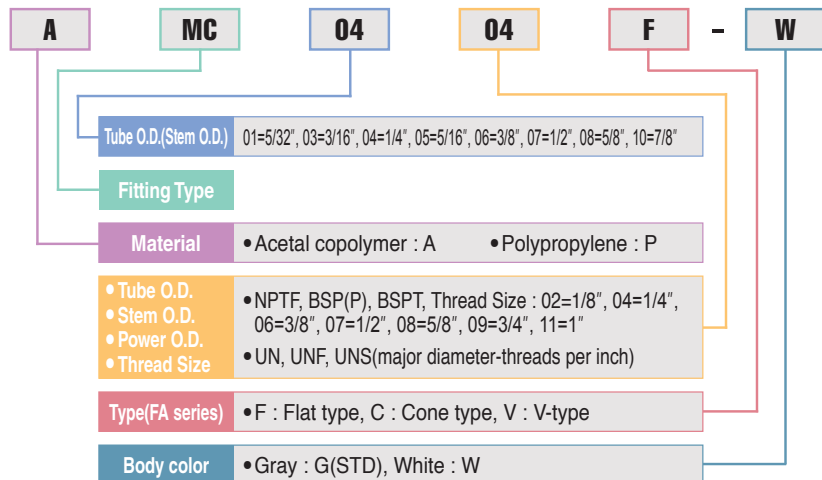 A MC 04 04 F – W
Tube O.D.(Stem O.D.) 01=5/32″, 03=3/16″, 04=1/4″, 05=5/16″, 06=3/8″, 07=1/2″, 08=5/8″, 10=7/8″
Fitting Type
Material •Acetal copolymer : A •Polypropylene : P
•Tube O.D.
•Stem O.D.
•Power O.D.
•Thread Size
•NPTF, BSP(P), BSPT, Thread Size : 02=1/8″, 04=1/4″,
06=3/8″, 07=1/2″, 08=5/8″, 09=3/4″, 11=1″
•UN, UNF, UNS(major diameter-threads per inch)
Type(FA series) •F : Flat type, C : Cone type, V : V-type
Body color •Gray : G(STD), White : W